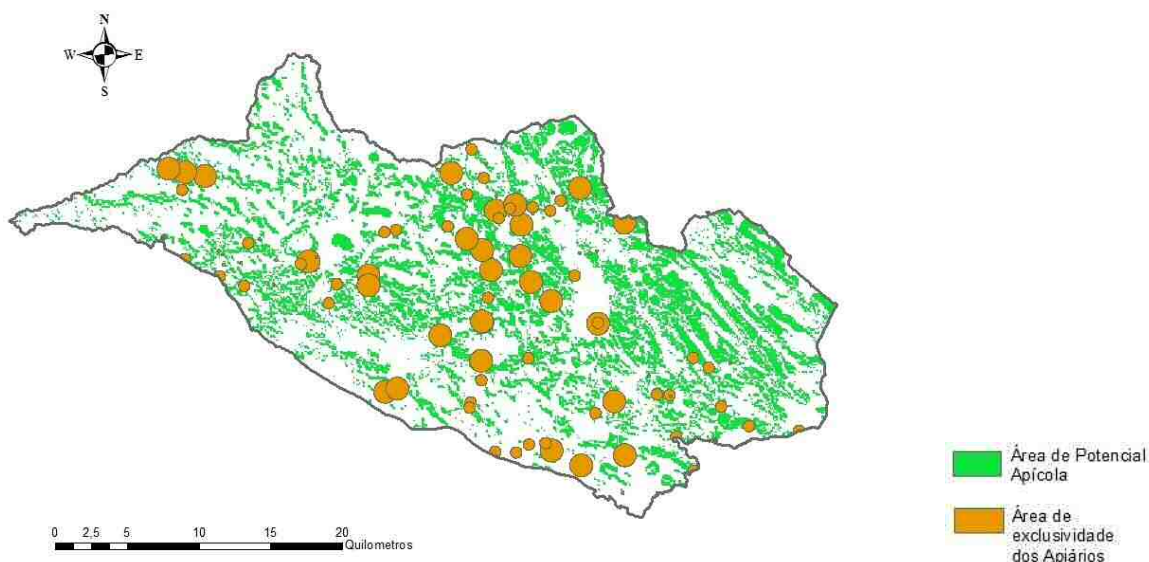 N
W E
S
Área de Potencial
Apícola
Área de
exclusividade
dos Apiários
0 2,5 5 10 15 20
Quilometros